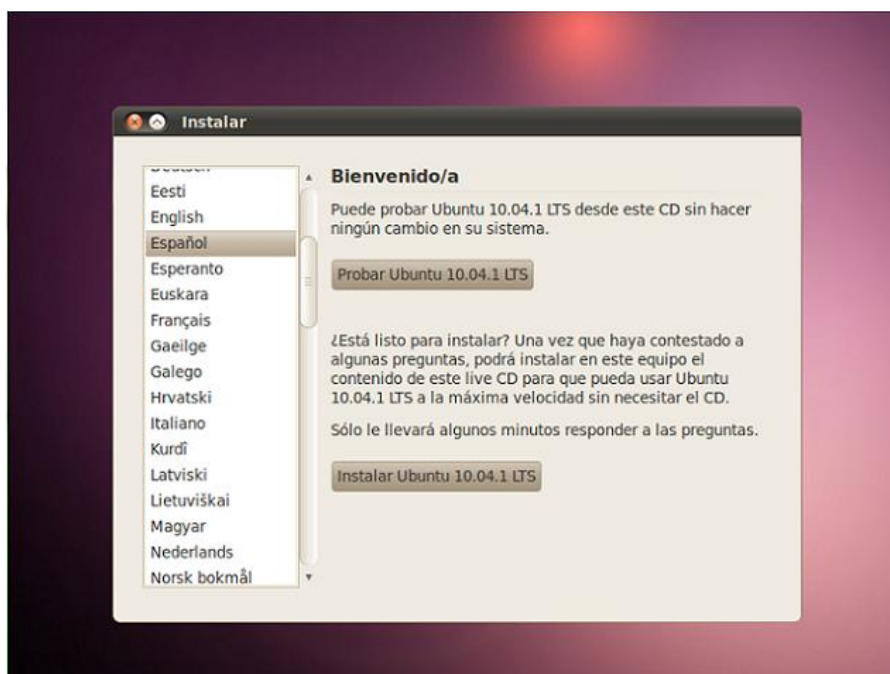 Instalar
Eesti
English
Español
Esperanto
Euskara
Français
Gaeilge
Galego
Hrvatski
Italiano
Kurdî
Latviski
Lietuviškai
Magyar
Nederlands
Norsk bokmål
Bienvenido/a
Puede probar Ubuntu 10.04.1 LTS desde este CD sin hacer
ningún cambio en su sistema.
Probar Ubuntu 10.04.1 LTS
¿Está listo para instalar? Una vez que haya contestado a
algunas preguntas, podrá instalar en este equipo el
contenido de este live CD para que pueda usar Ubuntu
10.04.1 LTS a la máxima velocidad sin necesitar el CD.
Sólo le llevará algunos minutos responder a las preguntas.
Instalar Ubuntu 10.04.1 LTS